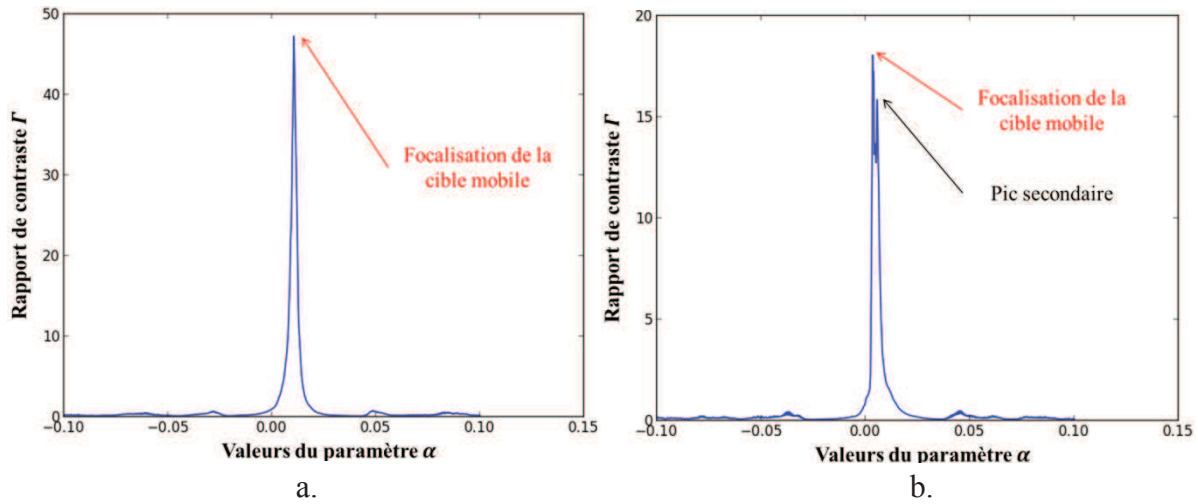 50
40
30
20
10
0
Rapport de contraste Γ
Focalisation de la
cible mobile
−0.10
−0.05
0.00
0.05
0.10
0.15
Valeurs du paramètre α
a.
20
15
10
5
0
Rapport de contraste Γ
Focalisation de la
cible mobile
Pic secondaire
−0.10
−0.05
0.00
0.05
0.10
0.15
Valeurs du paramètre α
b.